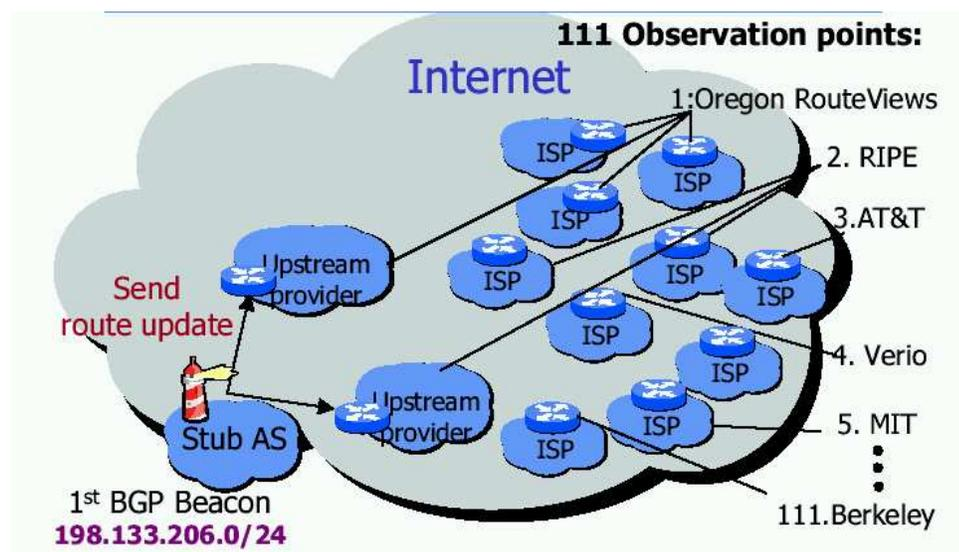 111 Observation points:
Internet
1:Oregon RouteViews
ISP
ISP
2. RIPE
ISP
3.AT&T
Upstream
provider
ISP
ISP
ISP
Send
route update
ISP
4. Verio
ISP
Upstream
provider
ISP
5. MIT
Stub AS
ISP
1st BGP Beacon
111.Berkeley
198.133.206.0/24